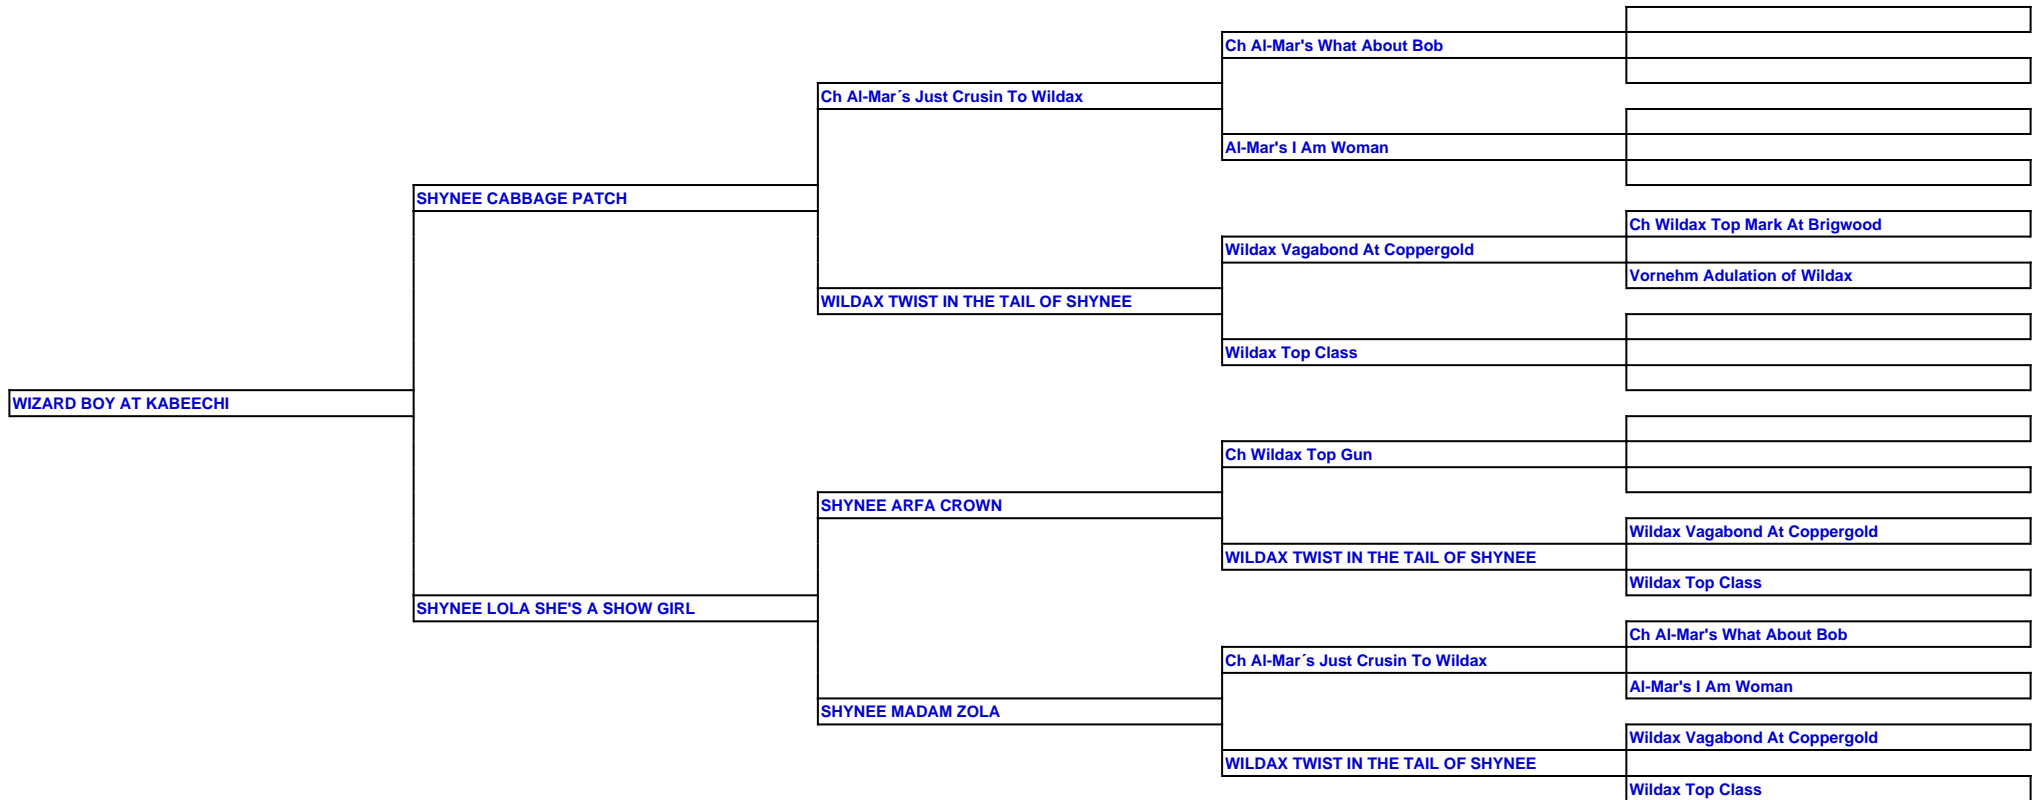 Ch Al-Mar's What About Bob
Ch Al-Mar´s Just Crusin To Wildax
Al-Mar's I Am Woman
SHYNEE CABBAGE PATCH
Ch Wildax Top Mark At Brigwood
Wildax Vagabond At Coppergold
Vornehm Adulation of Wildax
WILDAX TWIST IN THE TAIL OF SHYNEE
Wildax Top Class
WIZARD BOY AT KABEECHI
Ch Wildax Top Gun
SHYNEE ARFA CROWN
Wildax Vagabond At Coppergold
WILDAX TWIST IN THE TAIL OF SHYNEE
Wildax Top Class
SHYNEE LOLA SHE'S A SHOW GIRL
Ch Al-Mar's What About Bob
Ch Al-Mar´s Just Crusin To Wildax
Al-Mar's I Am Woman
SHYNEE MADAM ZOLA
Wildax Vagabond At Coppergold
WILDAX TWIST IN THE TAIL OF SHYNEE
Wildax Top Class